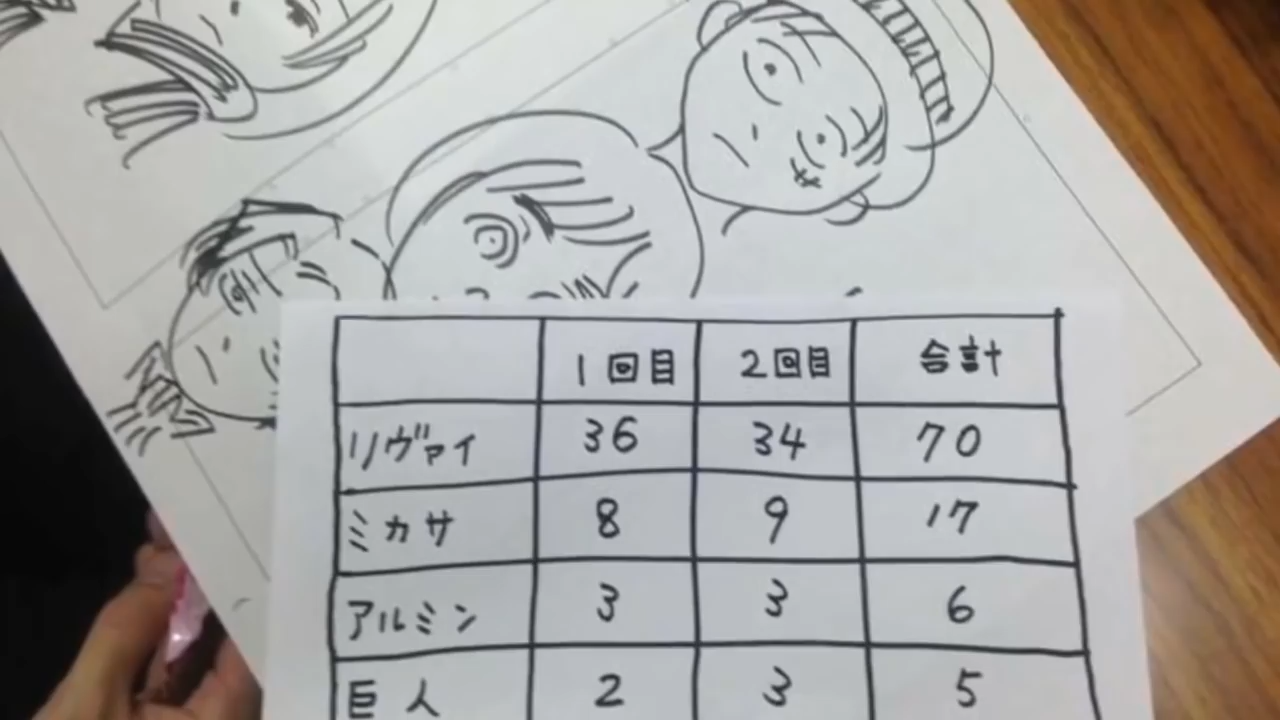 1回目 2回目 合計
リヴァイ 36 34 70
ミカサ 8 9 17
アルミン 3 3 6
巨人 2 3 5